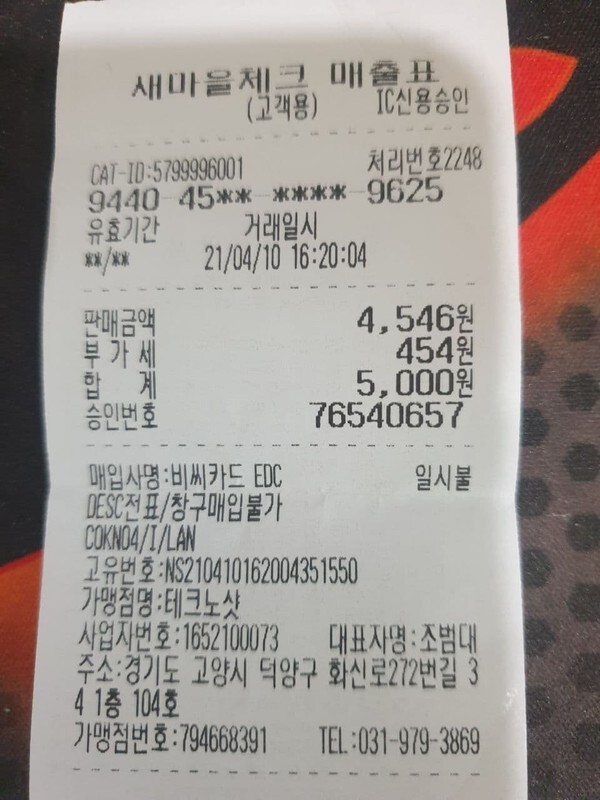 새마을체크 매출표
(고객용) IC신용승인
CAT-ID:5799996001 처리번호2248
9440 45** **** 9625
유효기간 거래일시
**/** 21/04/10 16:20:04
판매금액 4,546원
부 가 세 454원
합 계 5,000원
승인번호 76540657
매입사명:비씨카드 EDC 일시불
DESC전표/창구매입불가
COKN04/I/LAN
고유번호:NS210410162004351550
가맹점명:테크노샷
사업자번호:1652100073 대표자명:조범대
주소:경기도 고양시 덕양구 화신로272번길 3
4 1층 104호
가맹점번호:794668391 TEL:031-979-3869